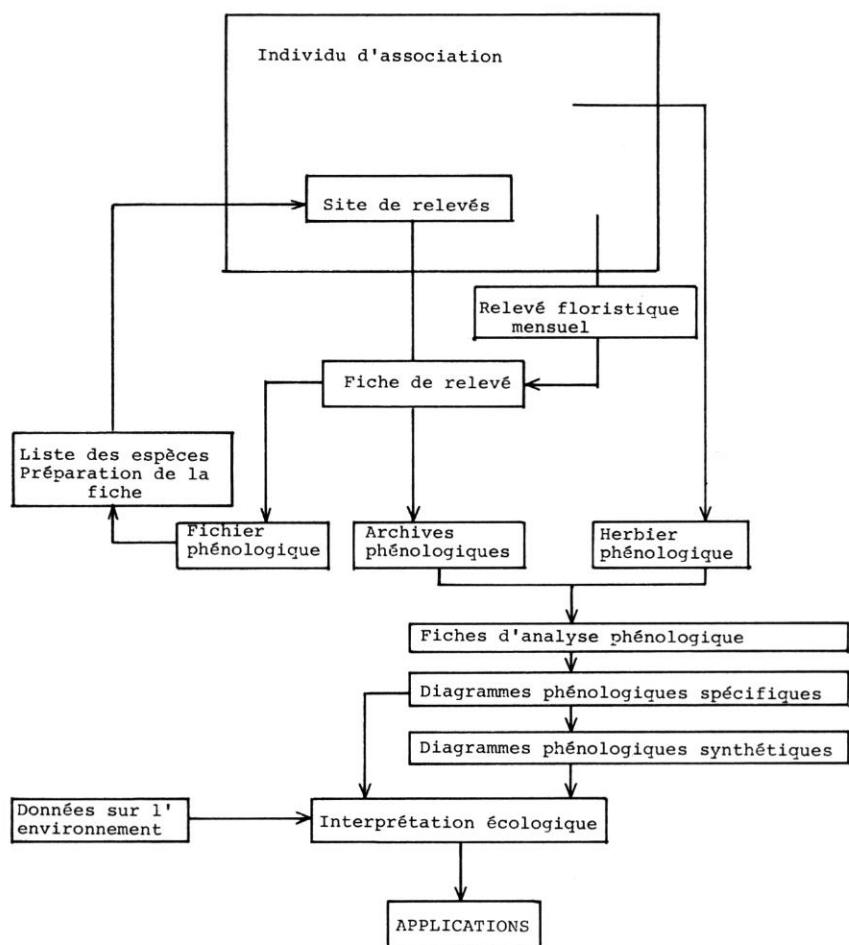 Individu d'association
Site de relevés
Relevé floristique
mensuel
Fiche de relevé
Liste des espèces
Préparation de la
fiche
Fichier
phénologique
Archives
phénologiques
Herbier
phénologique
Fiches d'analyse phénologique
Diagrammes phénologiques spécifiques
Diagrammes phénologiques synthétiques
Données sur l'
environnement
Interprétation écologique
APPLICATIONS